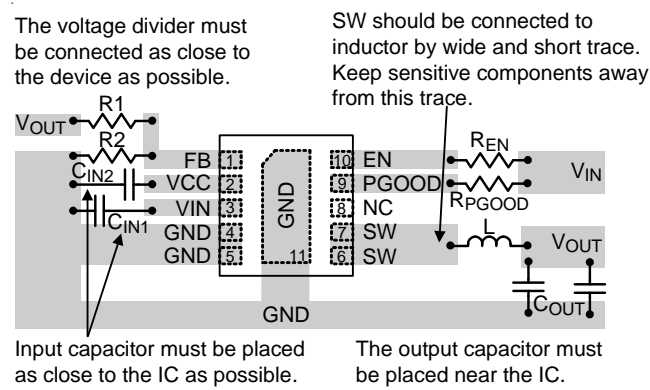 The voltage divider must
be connected as close to
the device as possible.
SW should be connected to
inductor by wide and short trace.
Keep sensitive components away
from this trace.
VOUT
R1
R2
CIN2
CIN1
FB 1
VCC 2
VIN 3
GND 4
GND 5
GND
11
10 EN
9 PGOOD
8 NC
7 SW
6 SW
REN
RPGOOD
VIN
L
VOUT
COUT
GND
Input capacitor must be placed
as close to the IC as possible.
The output capacitor must
be placed near the IC.